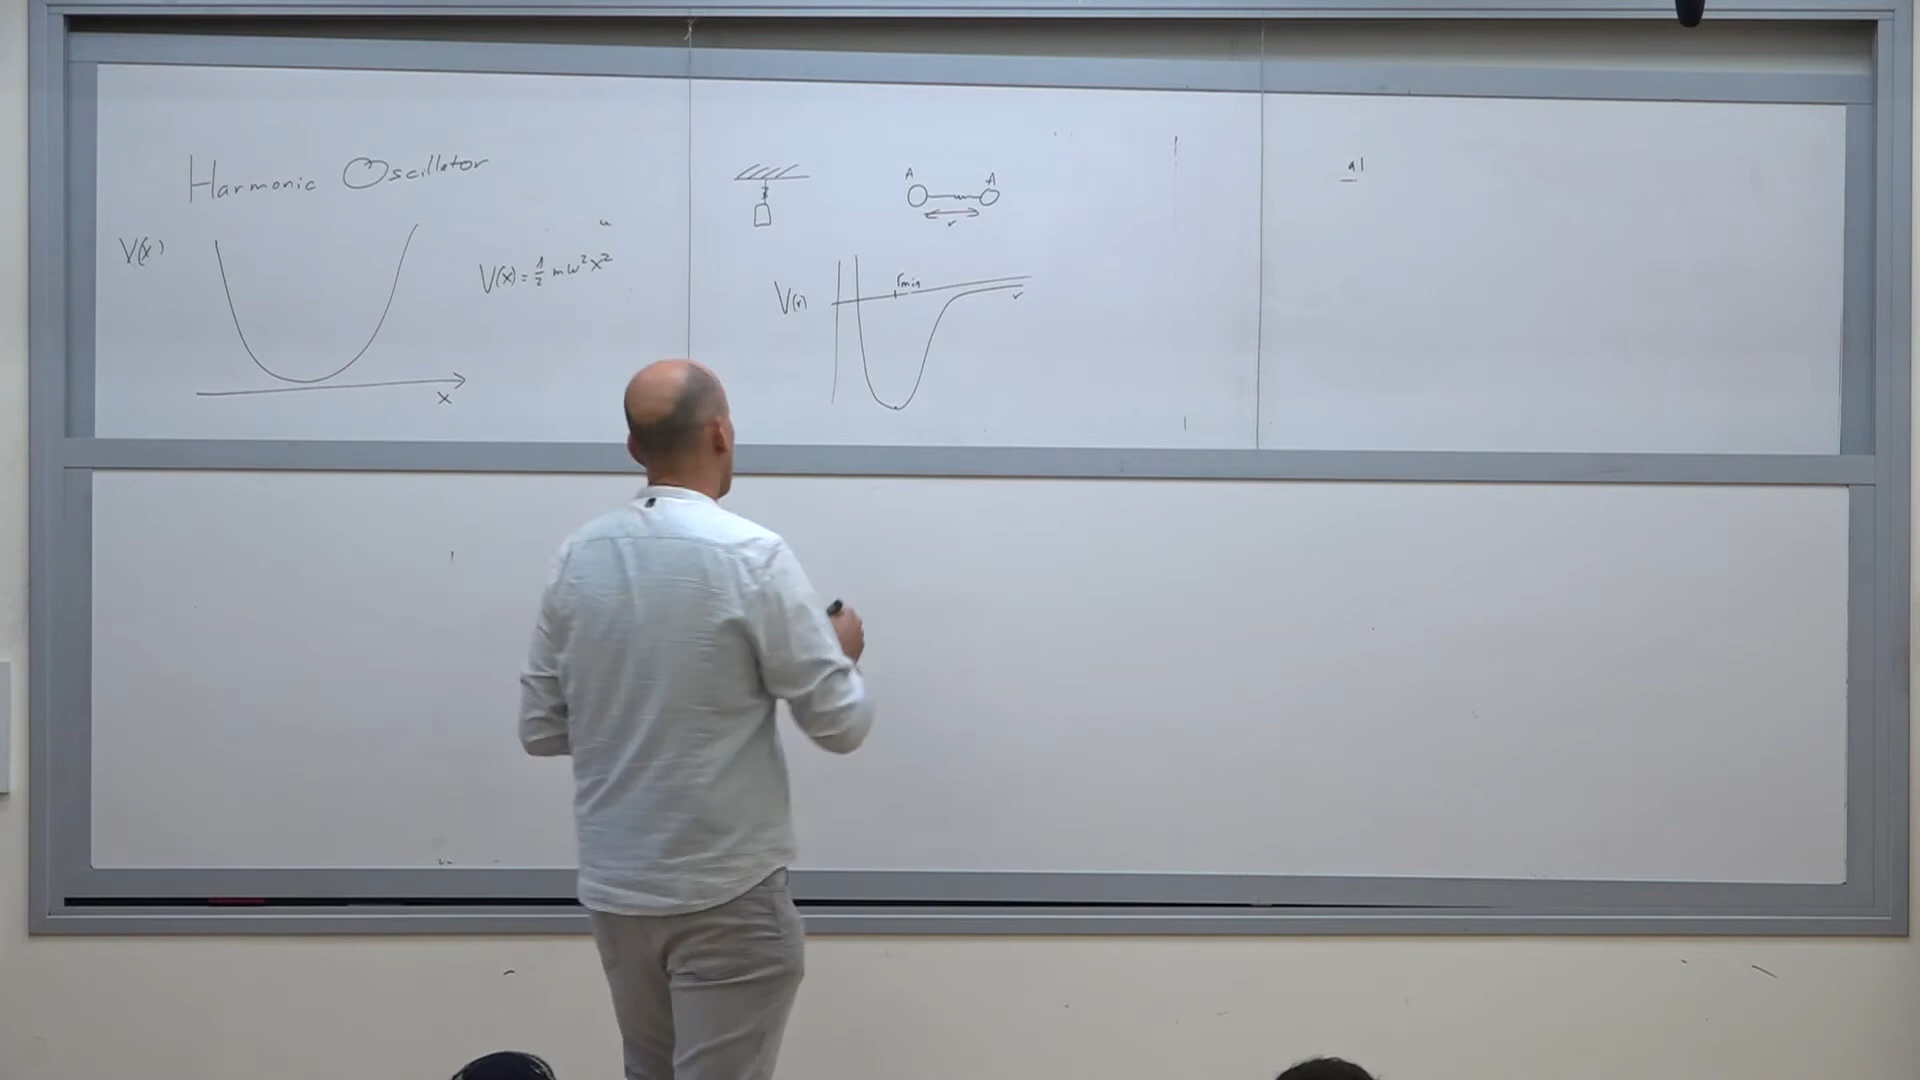 Harmonic Oscillator
V(x)
V(x) = 1/2 mω²x²
x
A A
r
V(r)
rmin
r